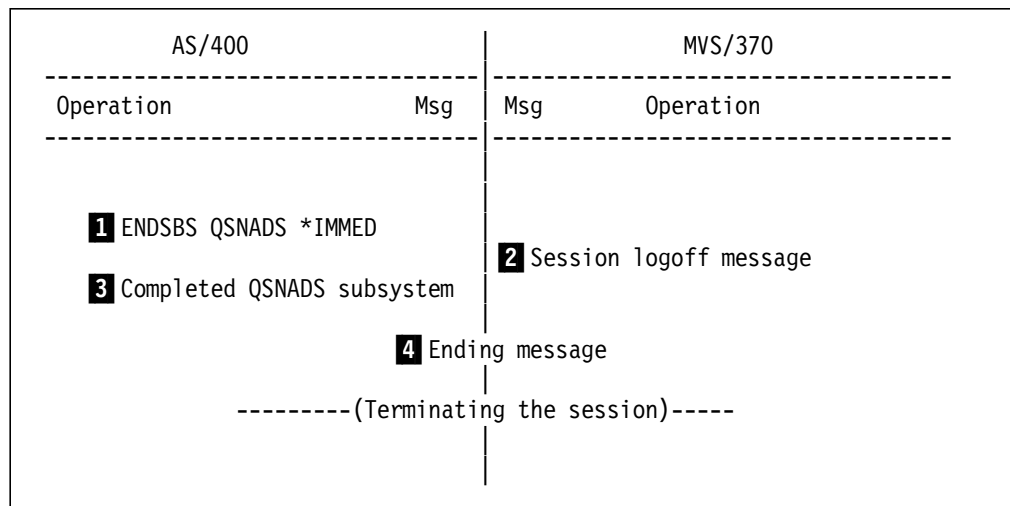 AS/400 MVS/370
Operation Msg Msg Operation
1 ENDSBS QSNADS *IMMED
2 Session logoff message
3 Completed QSNADS subsystem
4 Ending message
---------(Terminating the session)-----